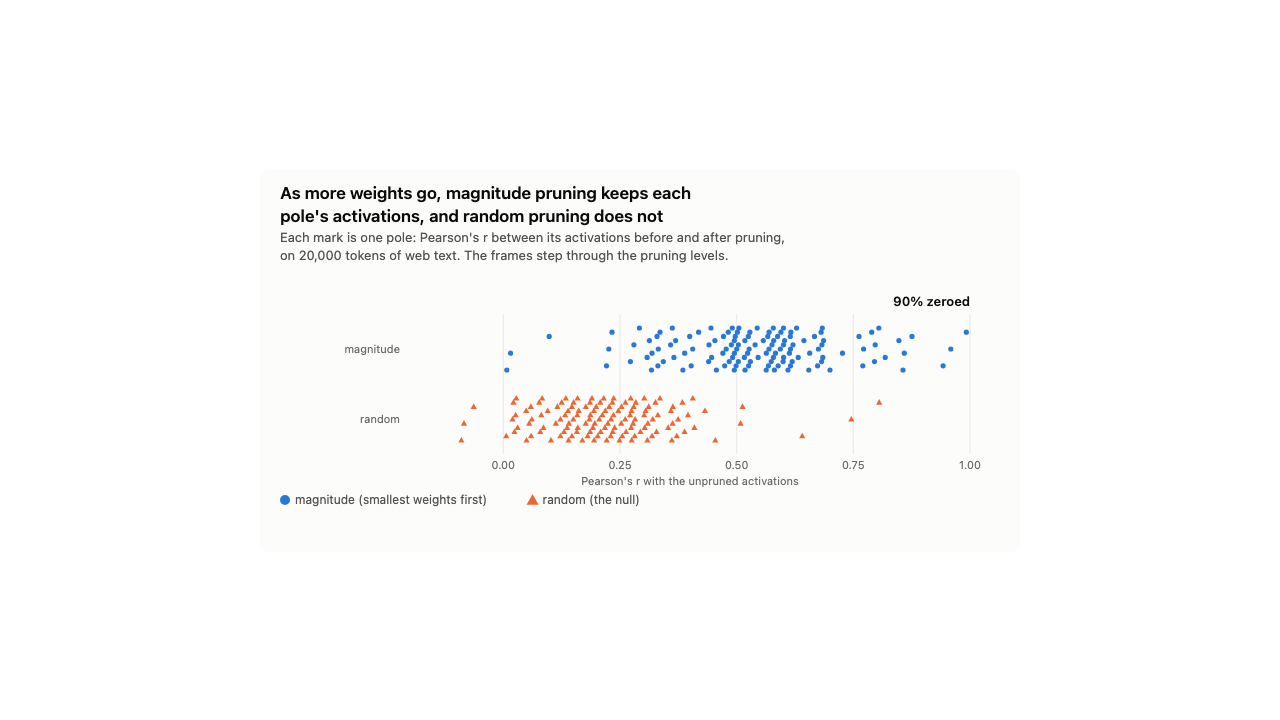 As more weights go, magnitude pruning keeps each
pole's activations, and random pruning does not
Each mark is one pole: Pearson's r between its activations before and after pruning,
on 20,000 tokens of web text. The frames step through the pruning levels.
90% zeroed
magnitude
random
0.00 0.25 0.50 0.75 1.00
Pearson's r with the unpruned activations
magnitude (smallest weights first) random (the null)